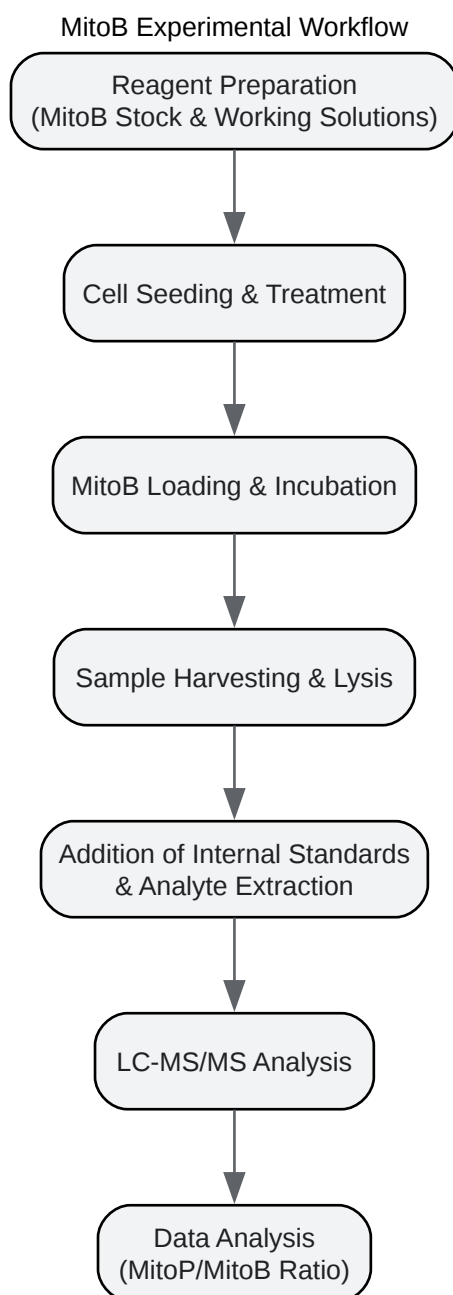 MitoB Experimental Workflow
Reagent Preparation
(MitoB Stock & Working Solutions)
Cell Seeding & Treatment
MitoB Loading & Incubation
Sample Harvesting & Lysis
Addition of Internal Standards
& Analyte Extraction
LC-MS/MS Analysis
Data Analysis
(MitoP/MitoB Ratio)